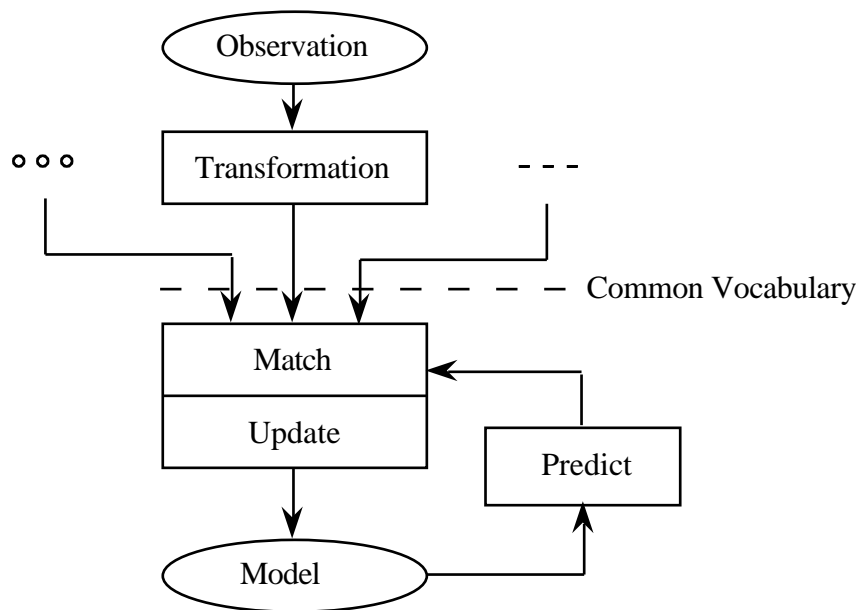 Observation
Transformation
Common Vocabulary
Match
Update
Predict
Model